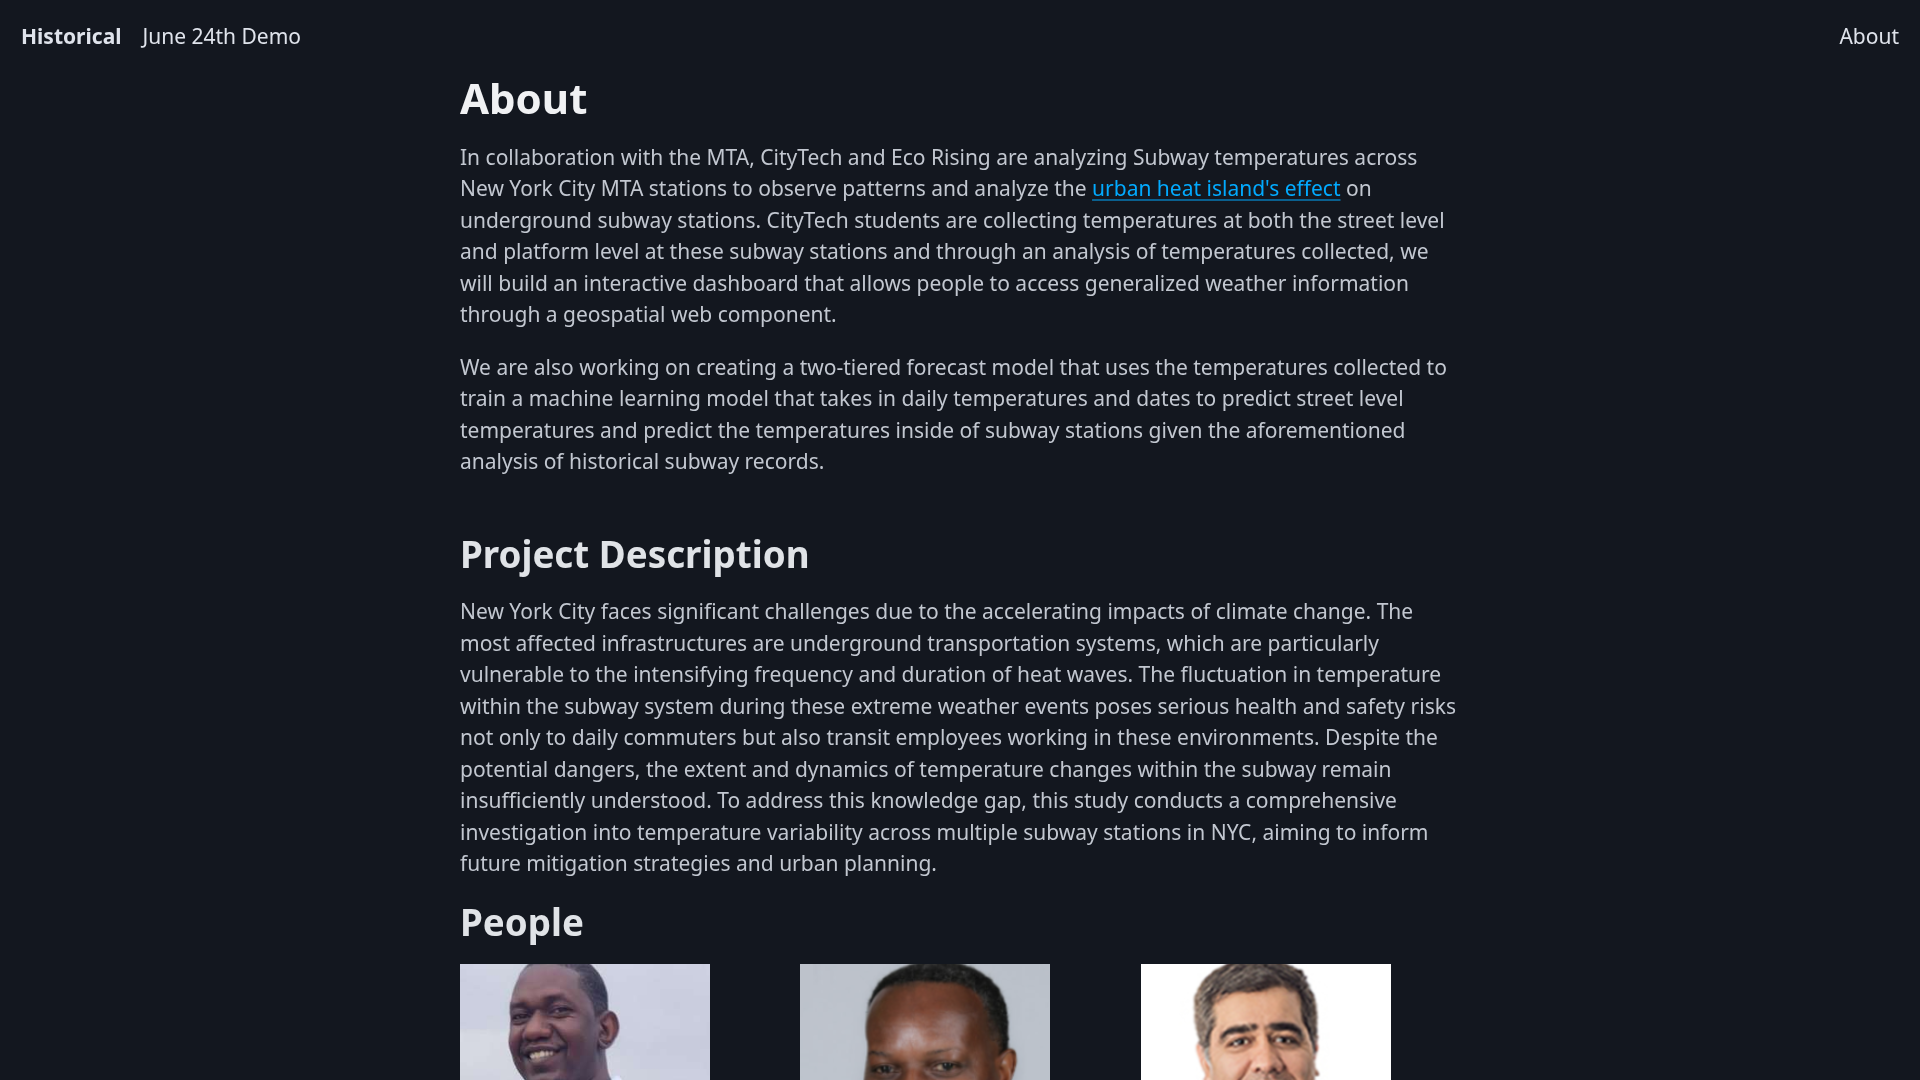 Historical June 24th Demo About
About
In collaboration with the MTA, CityTech and Eco Rising are analyzing Subway temperatures across
New York City MTA stations to observe patterns and analyze the urban heat island's effect on
underground subway stations. CityTech students are collecting temperatures at both the street level
and platform level at these subway stations and through an analysis of temperatures collected, we
will build an interactive dashboard that allows people to access generalized weather information
through a geospatial web component.
We are also working on creating a two-tiered forecast model that uses the temperatures collected to
train a machine learning model that takes in daily temperatures and dates to predict street level
temperatures and predict the temperatures inside of subway stations given the aforementioned
analysis of historical subway records.
Project Description
New York City faces significant challenges due to the accelerating impacts of climate change. The
most affected infrastructures are underground transportation systems, which are particularly
vulnerable to the intensifying frequency and duration of heat waves. The fluctuation in temperature
within the subway system during these extreme weather events poses serious health and safety risks
not only to daily commuters but also transit employees working in these environments. Despite the
potential dangers, the extent and dynamics of temperature changes within the subway remain
insufficiently understood. To address this knowledge gap, this study conducts a comprehensive
investigation into temperature variability across multiple subway stations in NYC, aiming to inform
future mitigation strategies and urban planning.
People